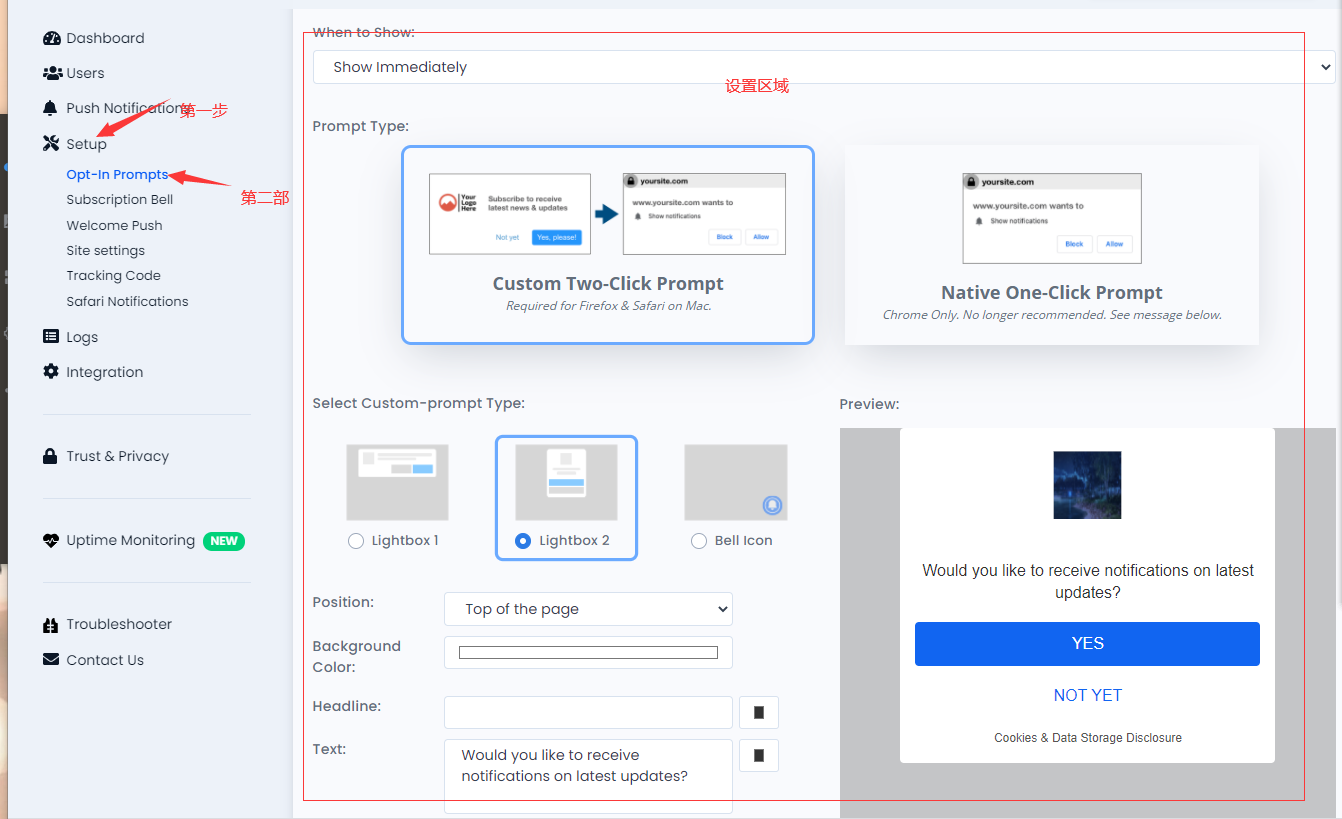 Dashboard
Users
Push Notifications
第一步
Setup
Opt-In Prompts
第二部
Subscription Bell
Welcome Push
Site settings
Tracking Code
Safari Notifications
Logs
Integration
Trust & Privacy
Uptime Monitoring NEW
Troubleshooter
Contact Us
When to Show:
Show Immediately
设置区域
Prompt Type:
Your
Logo
Here
Subscribe to receive
latest news & updates
Not yet
Yes, please!
yoursite.com
www.yoursite.com wants to
Show notifications
Block
Allow
Custom Two-Click Prompt
Required for Firefox & Safari on Mac.
yoursite.com
www.yoursite.com wants to
Show notifications
Block
Allow
Native One-Click Prompt
Chrome Only. No longer recommended. See message below.
Select Custom-prompt Type:
Lightbox 1
Lightbox 2
Bell Icon
Position:
Top of the page
Background
Color:
Headline:
Text:
Would you like to receive
notifications on latest updates?
Preview:
Would you like to receive notifications on latest
updates?
YES
NOT YET
Cookies & Data Storage Disclosure